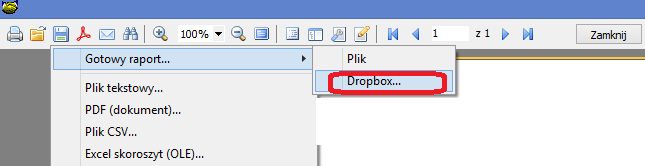 100% 1 z 1 Zamknij
Gotowy raport... Plik
Dropbox...
Plik tekstowy...
PDF (dokument)...
Plik CSV...
Excel skoroszyt (OLE)...